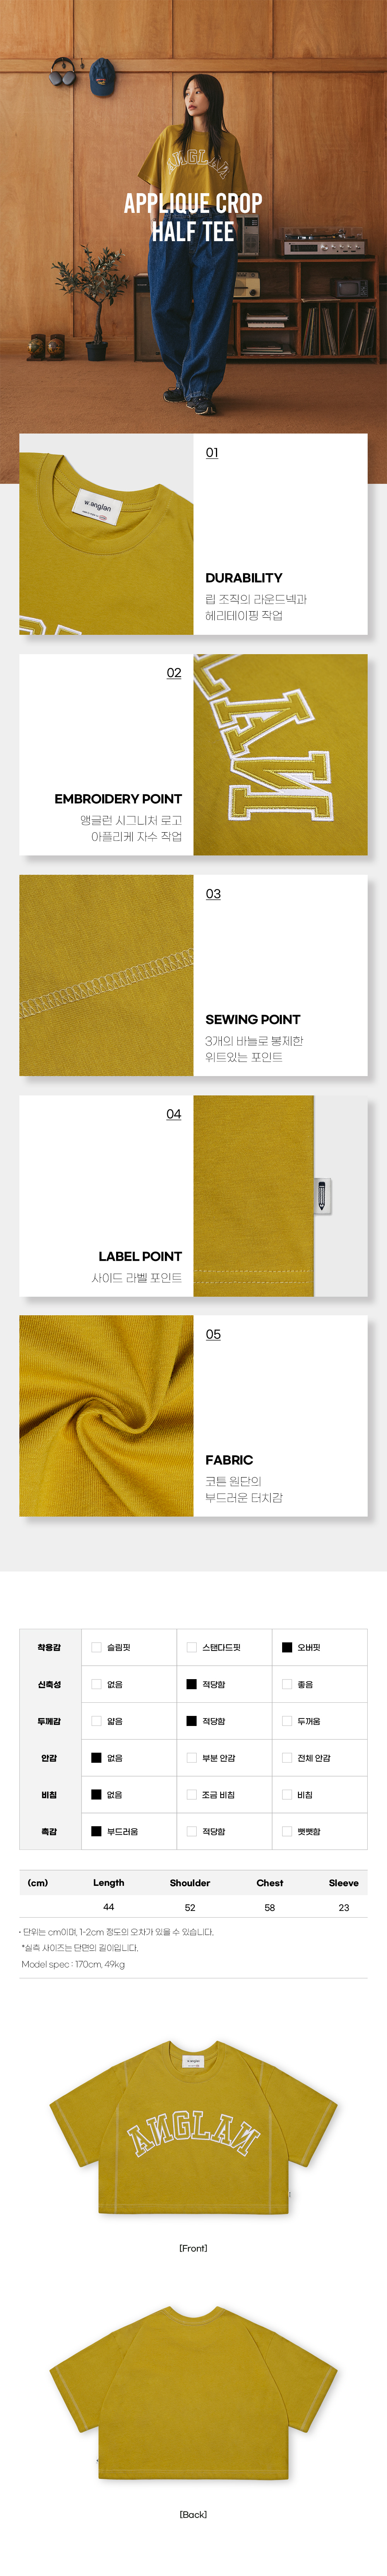 AИGLAИ
APPLIQUE CROP
HALF TEE
w.anglan
01
DURABILITY
립 조직의 라운드넥과
헤리테이핑 작업
02
EMBROIDERY POINT
앵글런 시그니처 로고
아플리케 자수 작업
LAИ
03
SEWING POINT
3개의 바늘로 봉제한
위트있는 포인트
04
LABEL POINT
사이드 라벨 포인트
05
FABRIC
코튼 원단의
부드러운 터치감
착용감 슬림핏 스탠다드핏 오버핏
신축성 없음 적당함 좋음
두께감 얇음 적당함 두꺼움
안감 없음 부분 안감 전체 안감
비침 없음 조금 비침 비침
촉감 부드러움 적당함 뻣뻣함
(cm) Length Shoulder Chest Sleeve
44 52 58 23
• 단위는 cm이며, 1-2cm 정도의 오차가 있을 수 있습니다.
*실측 사이즈는 단면의 길이입니다.
Model spec : 170cm, 49kg
w.anglan
AИGLAИ
[Front]
[Back]